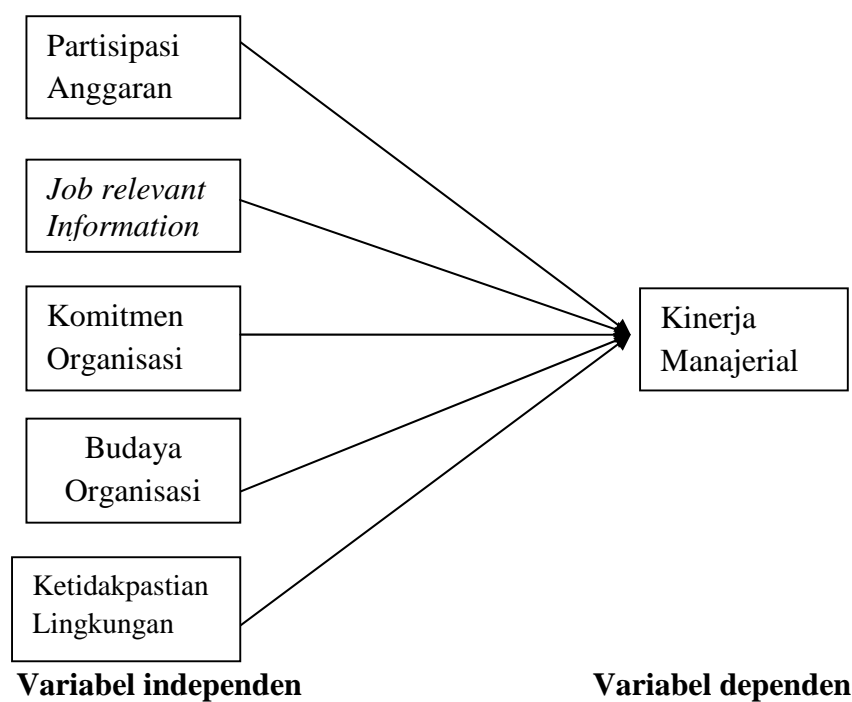 Partisipasi
Anggaran
Job relevant
Information
Komitmen
Organisasi
Budaya
Organisasi
Ketidakpastian
Lingkungan
Kinerja
Manajerial
Variabel independen
Variabel dependen